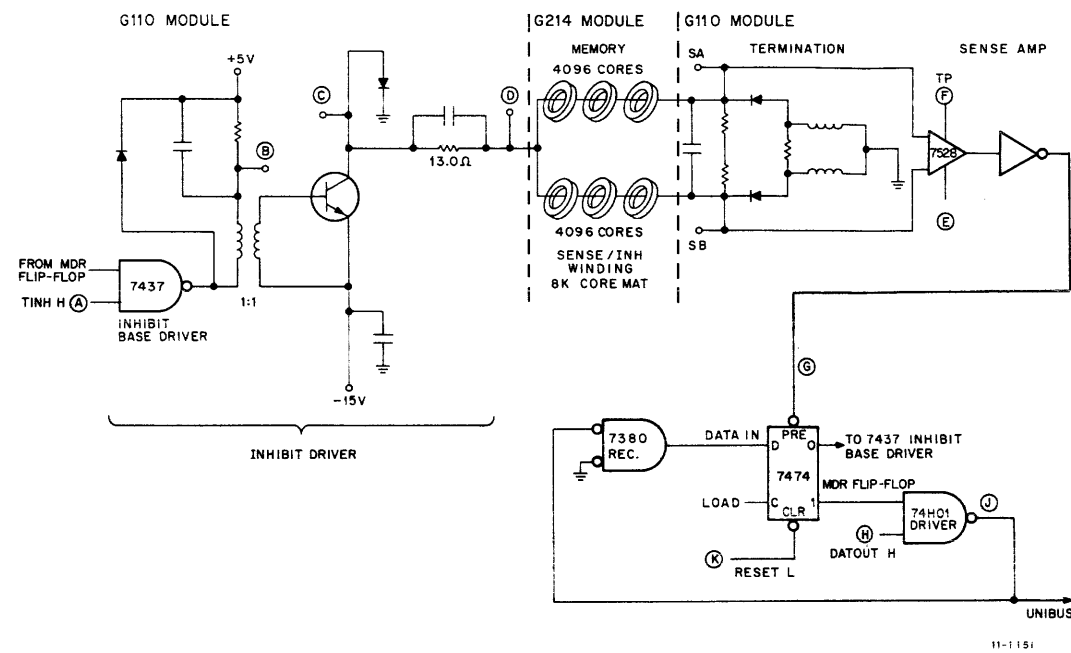 G110 MODULE
G214 MODULE
G110 MODULE
MEMORY
4096 CORES
TERMINATION
SENSE AMP
+5V
C
D
SA
TP
F
B
13.0Ω
7528
4096 CORES
SB
E
SENSE/INH
WINDING
8K CORE MAT
FROM MDR
FLIP-FLOP
7437
TINH H A
1:1
INHIBIT
BASE DRIVER
-15V
G
INHIBIT DRIVER
7380
REC.
DATA IN
PRE
D
0
TO 7437 INHIBIT
BASE DRIVER
7474
MDR FLIP-FLOP
LOAD
C
1
CLR
74H01
DRIVER
J
H
DATOUT H
K
RESET L
UNIBUS
11-1151